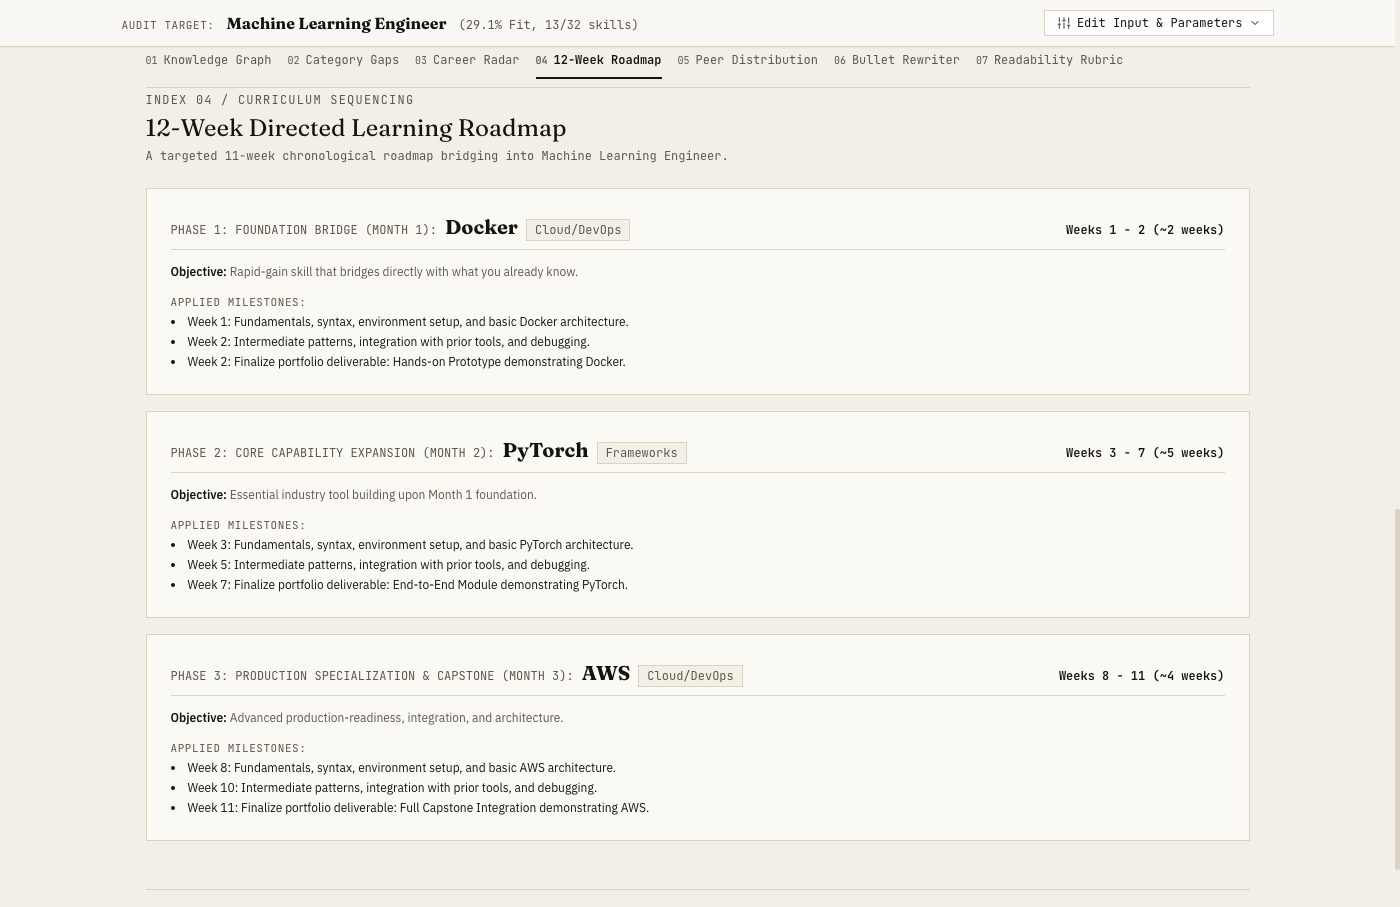 AUDIT TARGET: Machine Learning Engineer (29.1% Fit, 13/32 skills)
Edit Input & Parameters
01 Knowledge Graph 02 Category Gaps 03 Career Radar 04 12-Week Roadmap 05 Peer Distribution 06 Bullet Rewriter 07 Readability Rubric
INDEX 04 / CURRICULUM SEQUENCING
12-Week Directed Learning Roadmap
A targeted 11-week chronological roadmap bridging into Machine Learning Engineer.
PHASE 1: FOUNDATION BRIDGE (MONTH 1): Docker Cloud/DevOps Weeks 1 - 2 (~2 weeks)
Objective: Rapid-gain skill that bridges directly with what you already know.
APPLIED MILESTONES:
• Week 1: Fundamentals, syntax, environment setup, and basic Docker architecture.
• Week 2: Intermediate patterns, integration with prior tools, and debugging.
• Week 2: Finalize portfolio deliverable: Hands-on Prototype demonstrating Docker.
PHASE 2: CORE CAPABILITY EXPANSION (MONTH 2): PyTorch Frameworks Weeks 3 - 7 (~5 weeks)
Objective: Essential industry tool building upon Month 1 foundation.
APPLIED MILESTONES:
• Week 3: Fundamentals, syntax, environment setup, and basic PyTorch architecture.
• Week 5: Intermediate patterns, integration with prior tools, and debugging.
• Week 7: Finalize portfolio deliverable: End-to-End Module demonstrating PyTorch.
PHASE 3: PRODUCTION SPECIALIZATION & CAPSTONE (MONTH 3): AWS Cloud/DevOps Weeks 8 - 11 (~4 weeks)
Objective: Advanced production-readiness, integration, and architecture.
APPLIED MILESTONES:
• Week 8: Fundamentals, syntax, environment setup, and basic AWS architecture.
• Week 10: Intermediate patterns, integration with prior tools, and debugging.
• Week 11: Finalize portfolio deliverable: Full Capstone Integration demonstrating AWS.